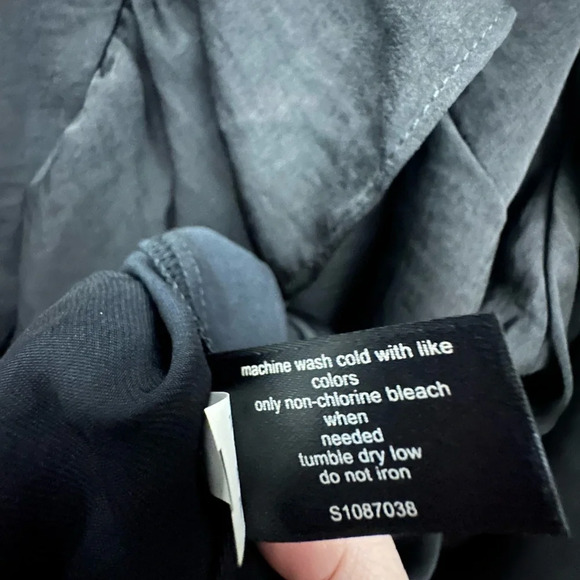 machine wash cold with like
colors
only non-chlorine bleach
when
needed
tumble dry low
do not iron
S1087038